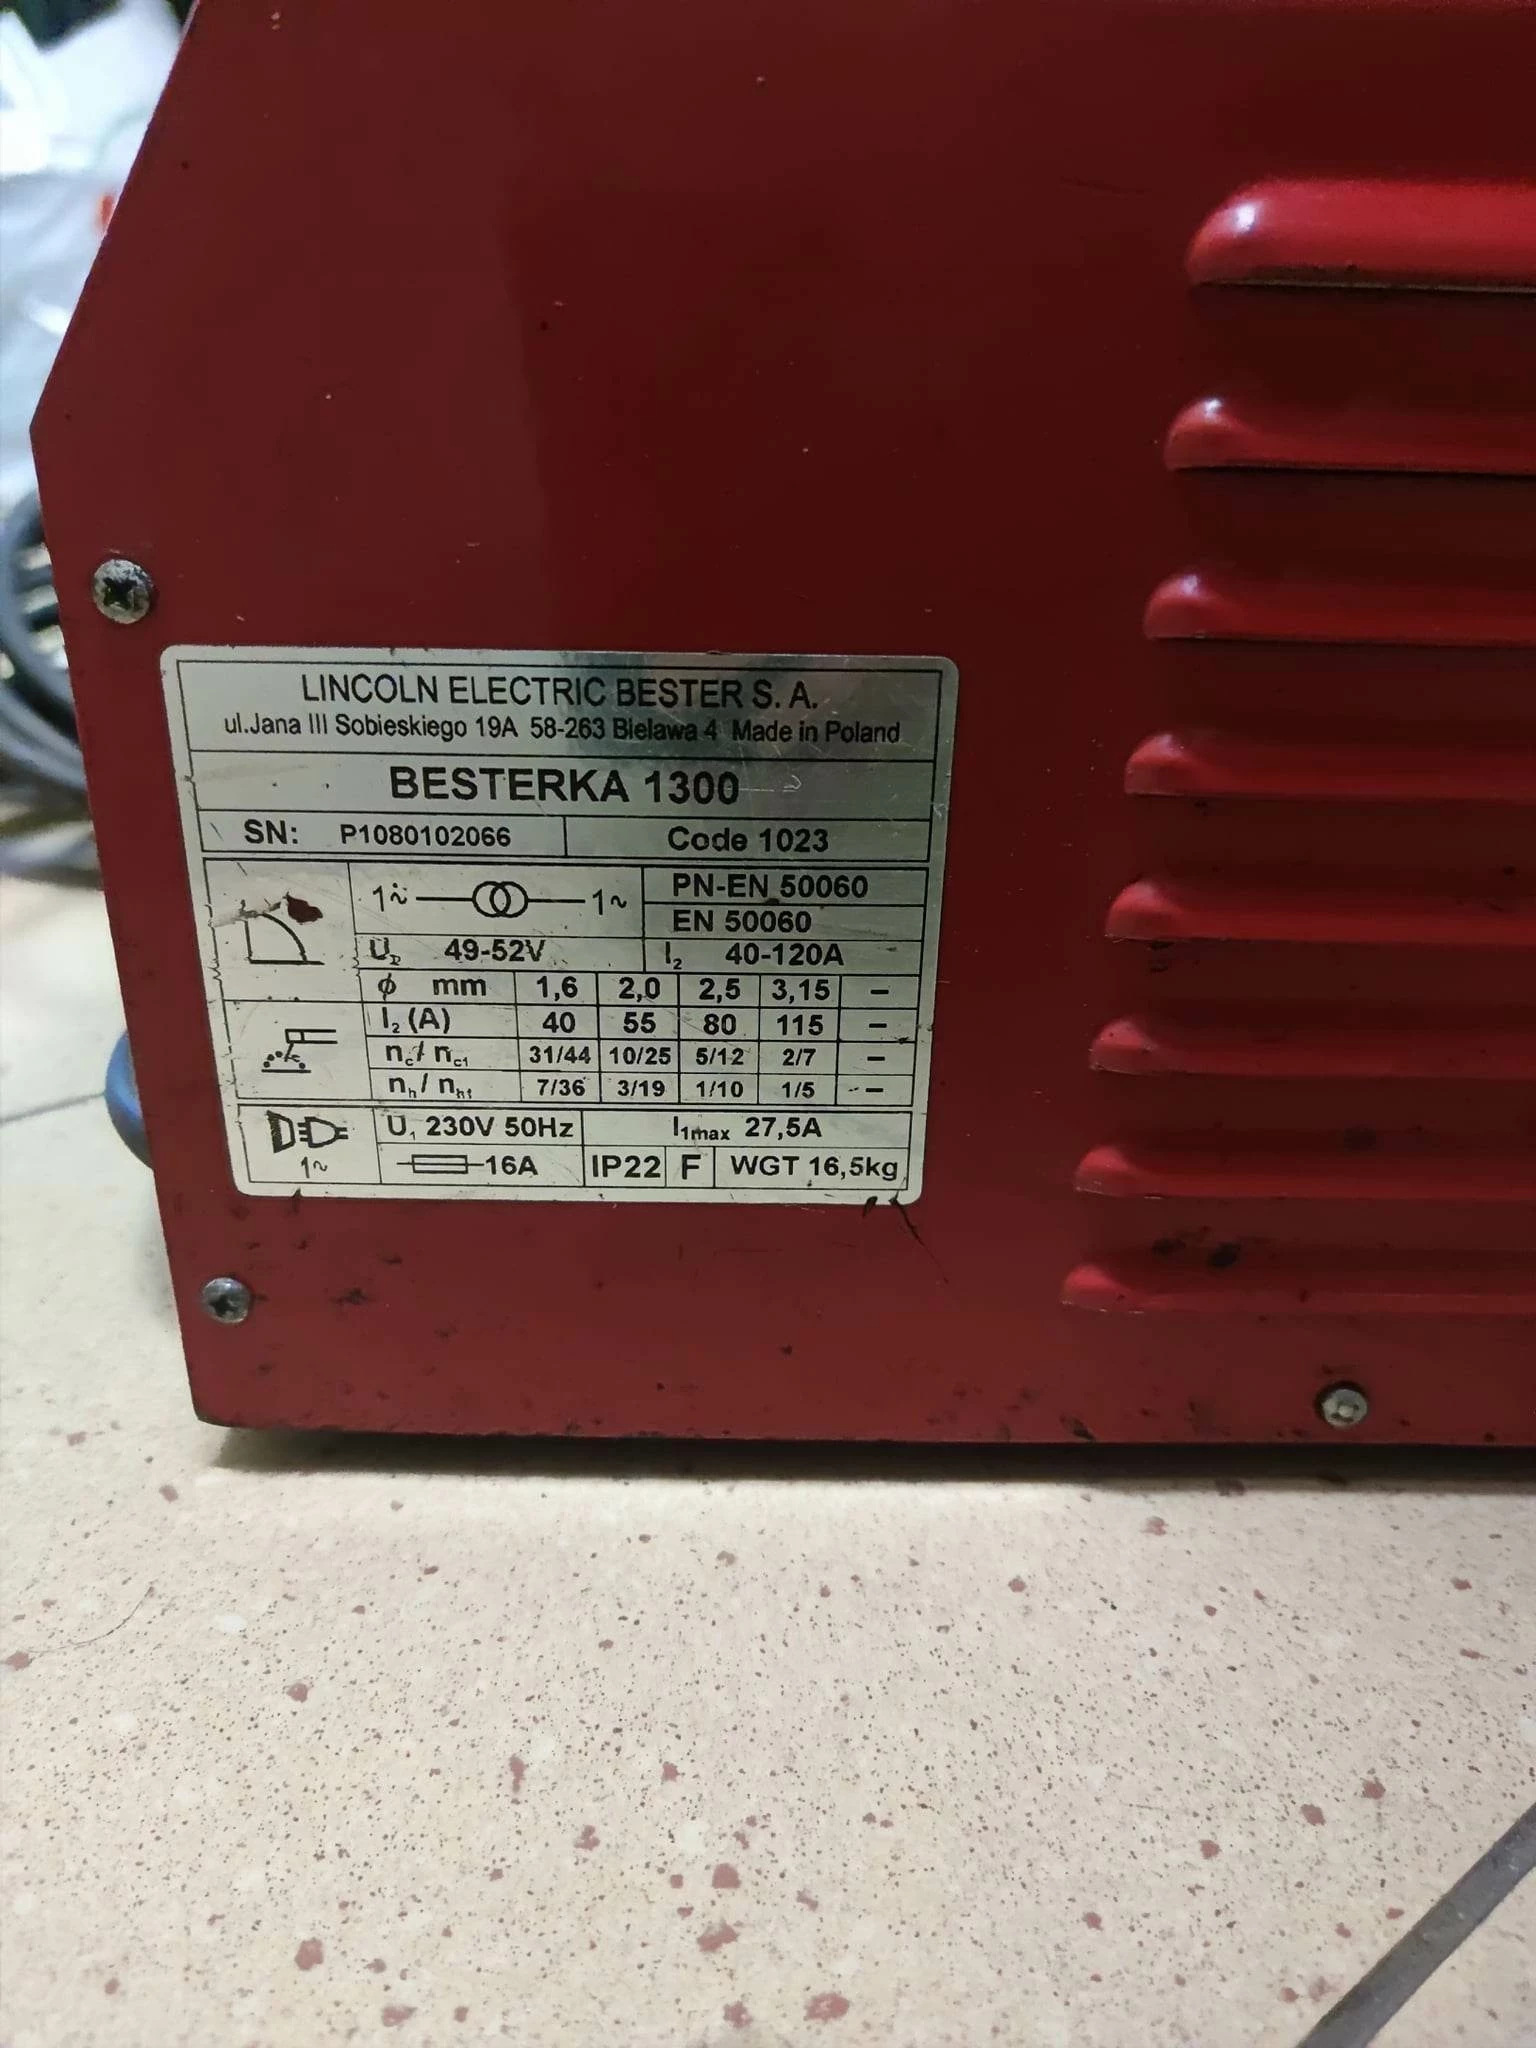 LINCOLN ELECTRIC BESTER S. A.
ul.Jana III Sobieskiego 19A 58-263 Bielawa 4 Made in Poland
BESTERKA 1300
SN: P1080102066 Code 1023
1~ 1~ PN-EN 50060
EN 50060
U₀ 49-52V I₂ 40-120A
ϕ mm 1,6 2,0 2,5 3,15 –
I₂ (A) 40 55 80 115 –
nc/ nc1 31/44 10/25 5/12 2/7 –
nh/ nh1 7/36 3/19 1/10 1/5 –
U₁ 230V 50Hz I1max 27,5A
1~ 16A IP22 F WGT 16,5kg